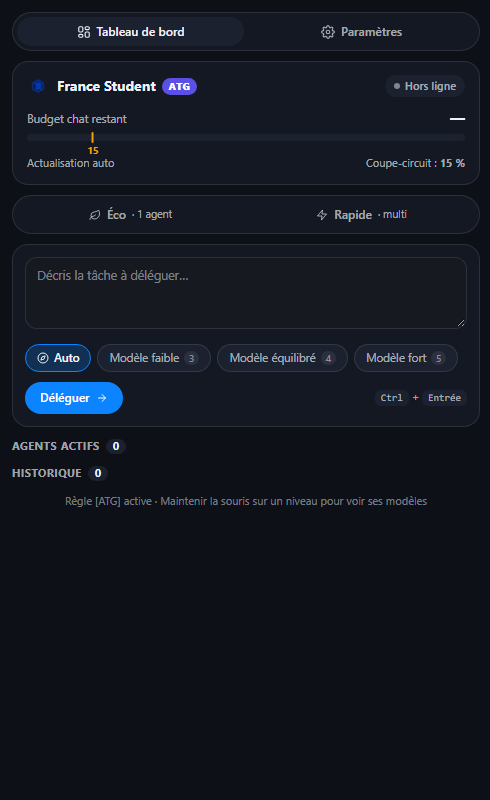 Tableau de bord Paramètres
France Student ATG Hors ligne
Budget chat restant —
15
Actualisation auto Coupe-circuit : 15 %
Éco · 1 agent Rapide · multi
Décris la tâche à déléguer...
Auto Modèle faible 3 Modèle équilibré 4 Modèle fort 5
Déléguer → Ctrl + Entrée
AGENTS ACTIFS 0
HISTORIQUE 0
Règle [ATG] active · Maintenir la souris sur un niveau pour voir ses modèles